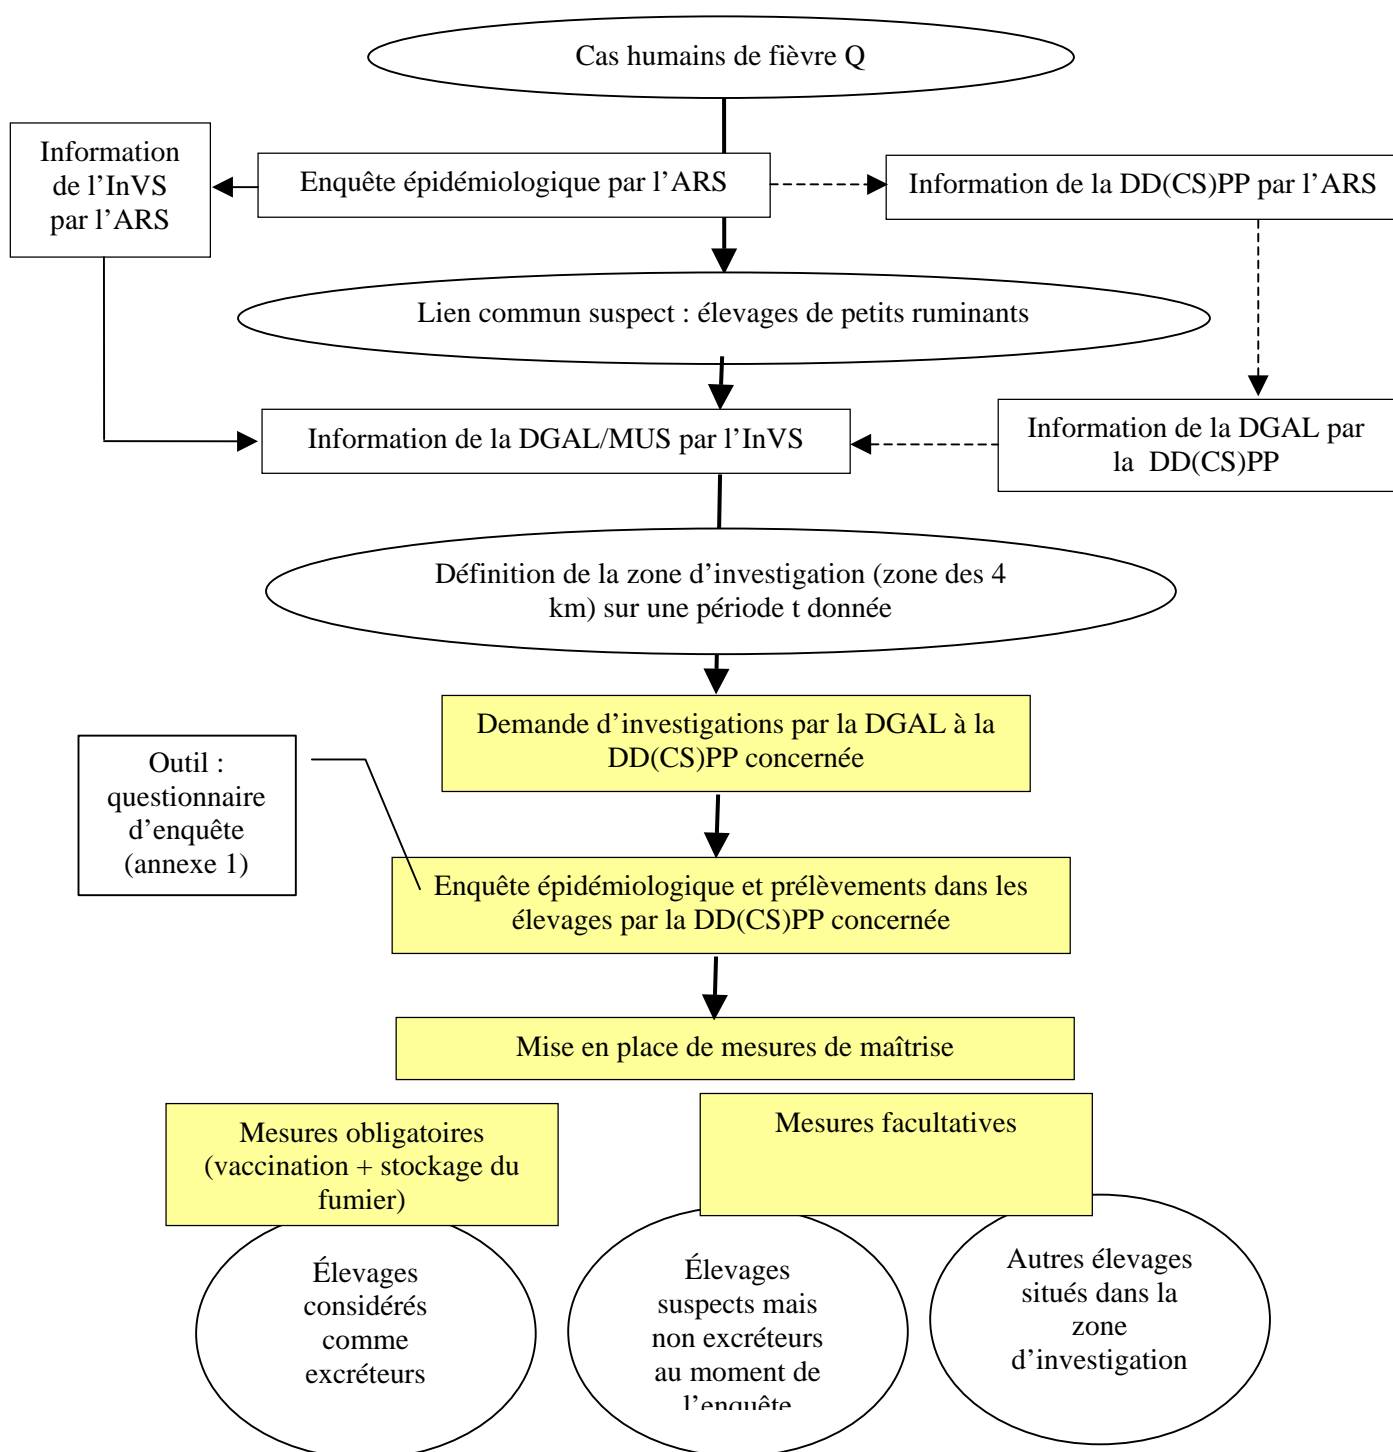 Cas humains de fièvre Q
Information
de l’InVS
par l’ARS
Enquête épidémiologique par l’ARS
Information de la DD(CS)PP par l’ARS
Lien commun suspect : élevages de petits ruminants
Information de la DGAL/MUS par l’InVS
Information de la DGAL par
la DD(CS)PP
Définition de la zone d’investigation (zone des 4
km) sur une période t donnée
Demande d’investigations par la DGAL à la
DD(CS)PP concernée
Outil :
questionnaire
d’enquête
(annexe 1)
Enquête épidémiologique et prélèvements dans les
élevages par la DD(CS)PP concernée
Mise en place de mesures de maîtrise
Mesures obligatoires
(vaccination + stockage du
fumier)
Mesures facultatives
Élevages
considérés
comme
excréteurs
Élevages
suspects mais
non excréteurs
au moment de
l’enquête
Autres élevages
situés dans la
zone
d’investigation